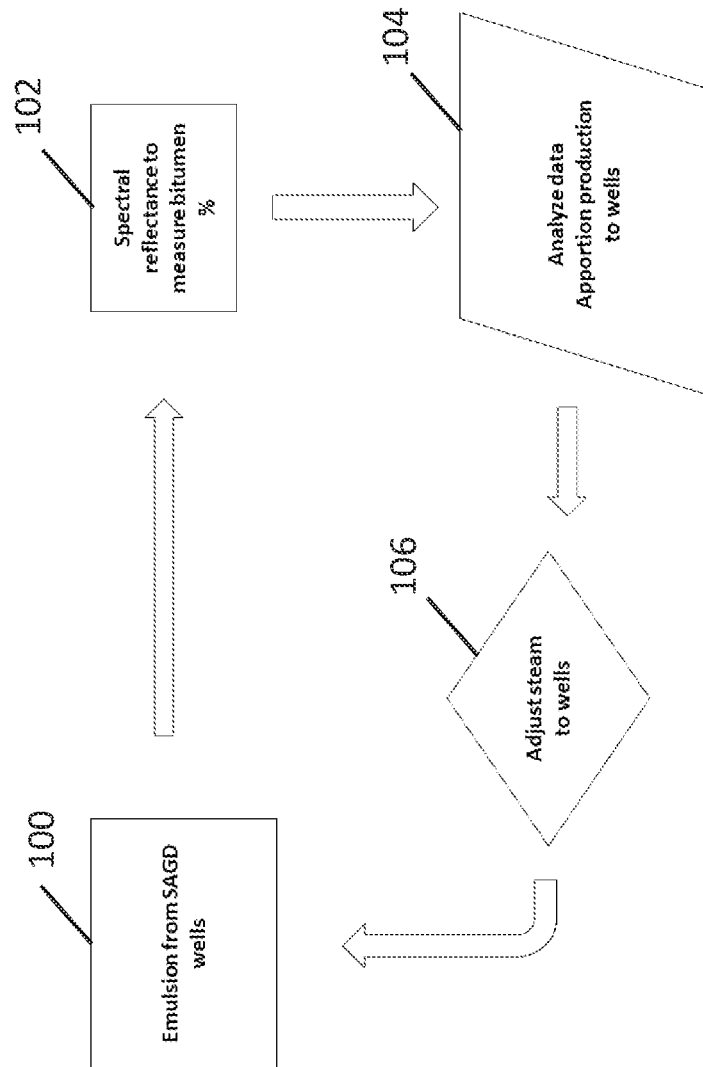 100
Emulsion from SAGD
wells
102
Spectral
reflectance to
measure bitumen
%
104
Analyze data
Apportion production
to wells
106
Adjust steam
to wells